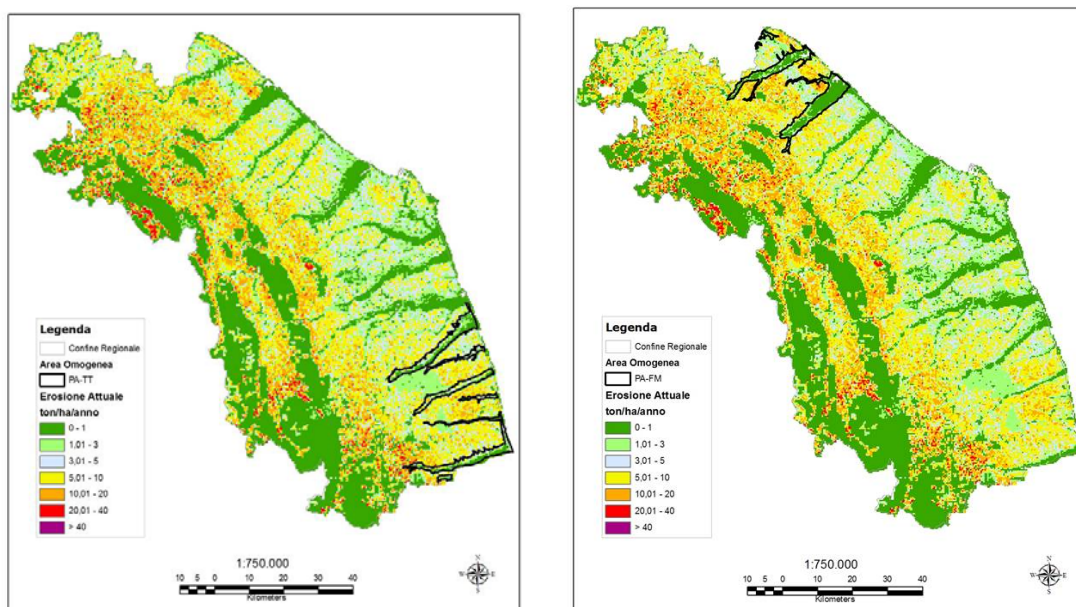 Legenda
Confine Regionale
Area Omogenea
PA-TT
Erosione Attuale
ton/ha/anno
0 - 1
1,01 - 3
3,01 - 5
5,01 - 10
10,01 - 20
20,01 - 40
> 40
1:750.000
10 5 0 10 20 30 40
Kilometers
N
W E
S
Legenda
Confine Regionale
Area Omogenea
PA-FM
Erosione Attuale
ton/ha/anno
0 - 1
1,01 - 3
3,01 - 5
5,01 - 10
10,01 - 20
20,01 - 40
> 40
1:750.000
10 5 0 10 20 30 40
Kilometers
N
W E
S